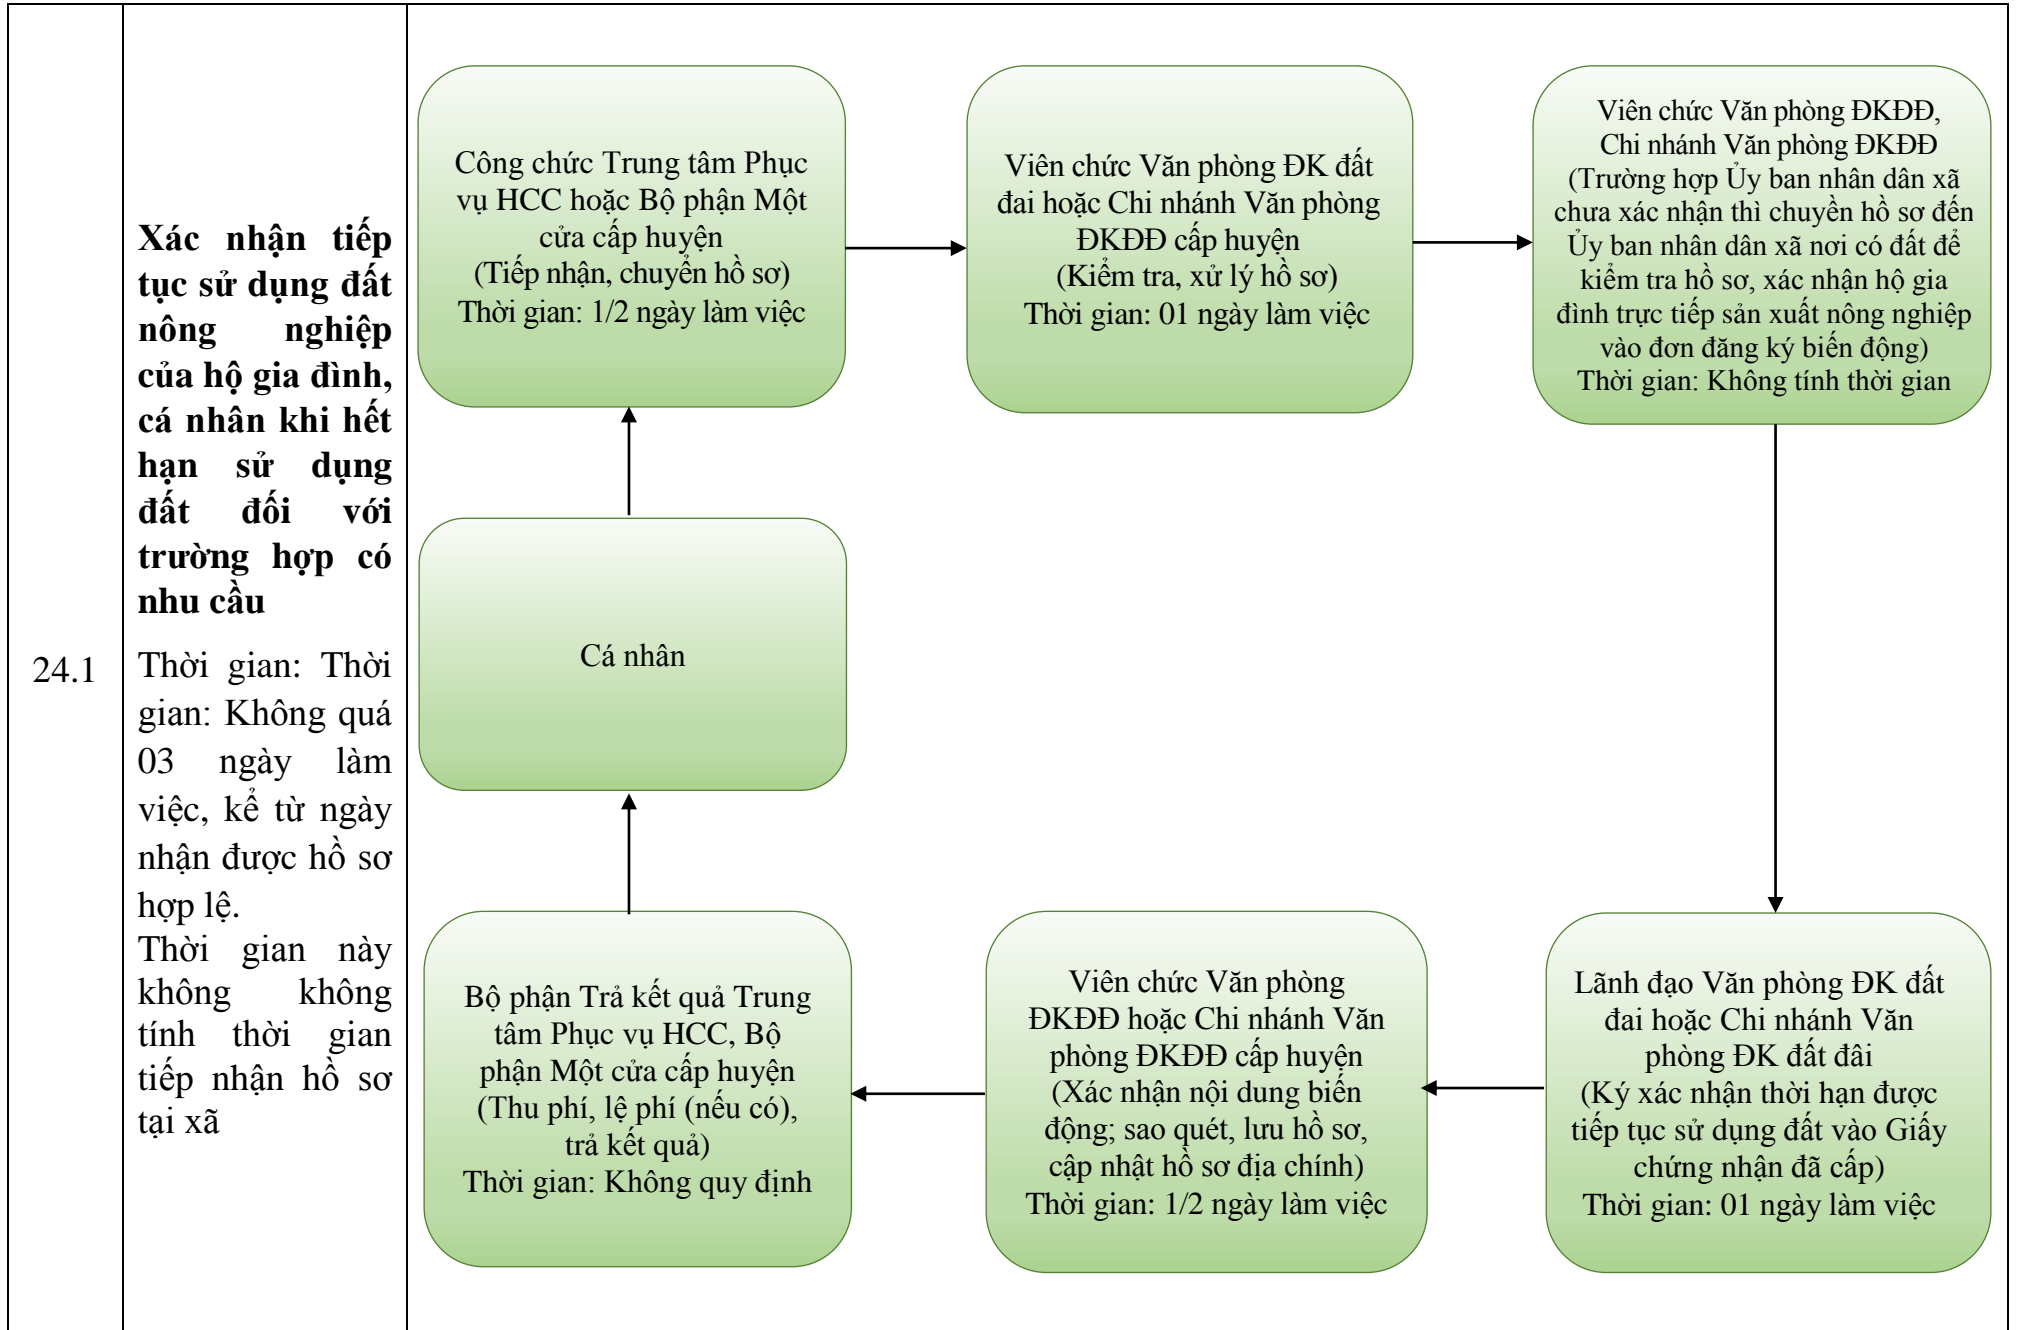 24.1
Xác nhận tiếp
tục sử dụng đất
nông nghiệp
của hộ gia đình,
cá nhân khi hết
hạn sử dụng
đất đối với
trường hợp có
nhu cầu
Thời gian: Thời
gian: Không quá
03 ngày làm
việc, kể từ ngày
nhận được hồ sơ
hợp lệ.
Thời gian này
không không
tính thời gian
tiếp nhận hồ sơ
tại xã
Công chức Trung tâm Phục
vụ HCC hoặc Bộ phận Một
cửa cấp huyện
(Tiếp nhận, chuyển hồ sơ)
Thời gian: 1/2 ngày làm việc
Viên chức Văn phòng ĐK đất
đai hoặc Chi nhánh Văn phòng
ĐKĐĐ cấp huyện
(Kiểm tra, xử lý hồ sơ)
Thời gian: 01 ngày làm việc
Viên chức Văn phòng ĐKĐĐ,
Chi nhánh Văn phòng ĐKĐĐ
(Trường hợp Ủy ban nhân dân xã
chưa xác nhận thì chuyền hồ sơ đến
Ủy ban nhân dân xã nơi có đất để
kiểm tra hồ sơ, xác nhận hộ gia
đình trực tiếp sản xuất nông nghiệp
vào đơn đăng ký biến động)
Thời gian: Không tính thời gian
Cá nhân
Bộ phận Trả kết quả Trung
tâm Phục vụ HCC, Bộ
phận Một cửa cấp huyện
(Thu phí, lệ phí (nếu có),
trả kết quả)
Thời gian: Không quy định
Viên chức Văn phòng
ĐKĐĐ hoặc Chi nhánh Văn
phòng ĐKĐĐ cấp huyện
(Xác nhận nội dung biến
động; sao quét, lưu hồ sơ,
cập nhật hồ sơ địa chính)
Thời gian: 1/2 ngày làm việc
Lãnh đạo Văn phòng ĐK đất
đai hoặc Chi nhánh Văn
phòng ĐK đất đâi
(Ký xác nhận thời hạn được
tiếp tục sử dụng đất vào Giấy
chứng nhận đã cấp)
Thời gian: 01 ngày làm việc